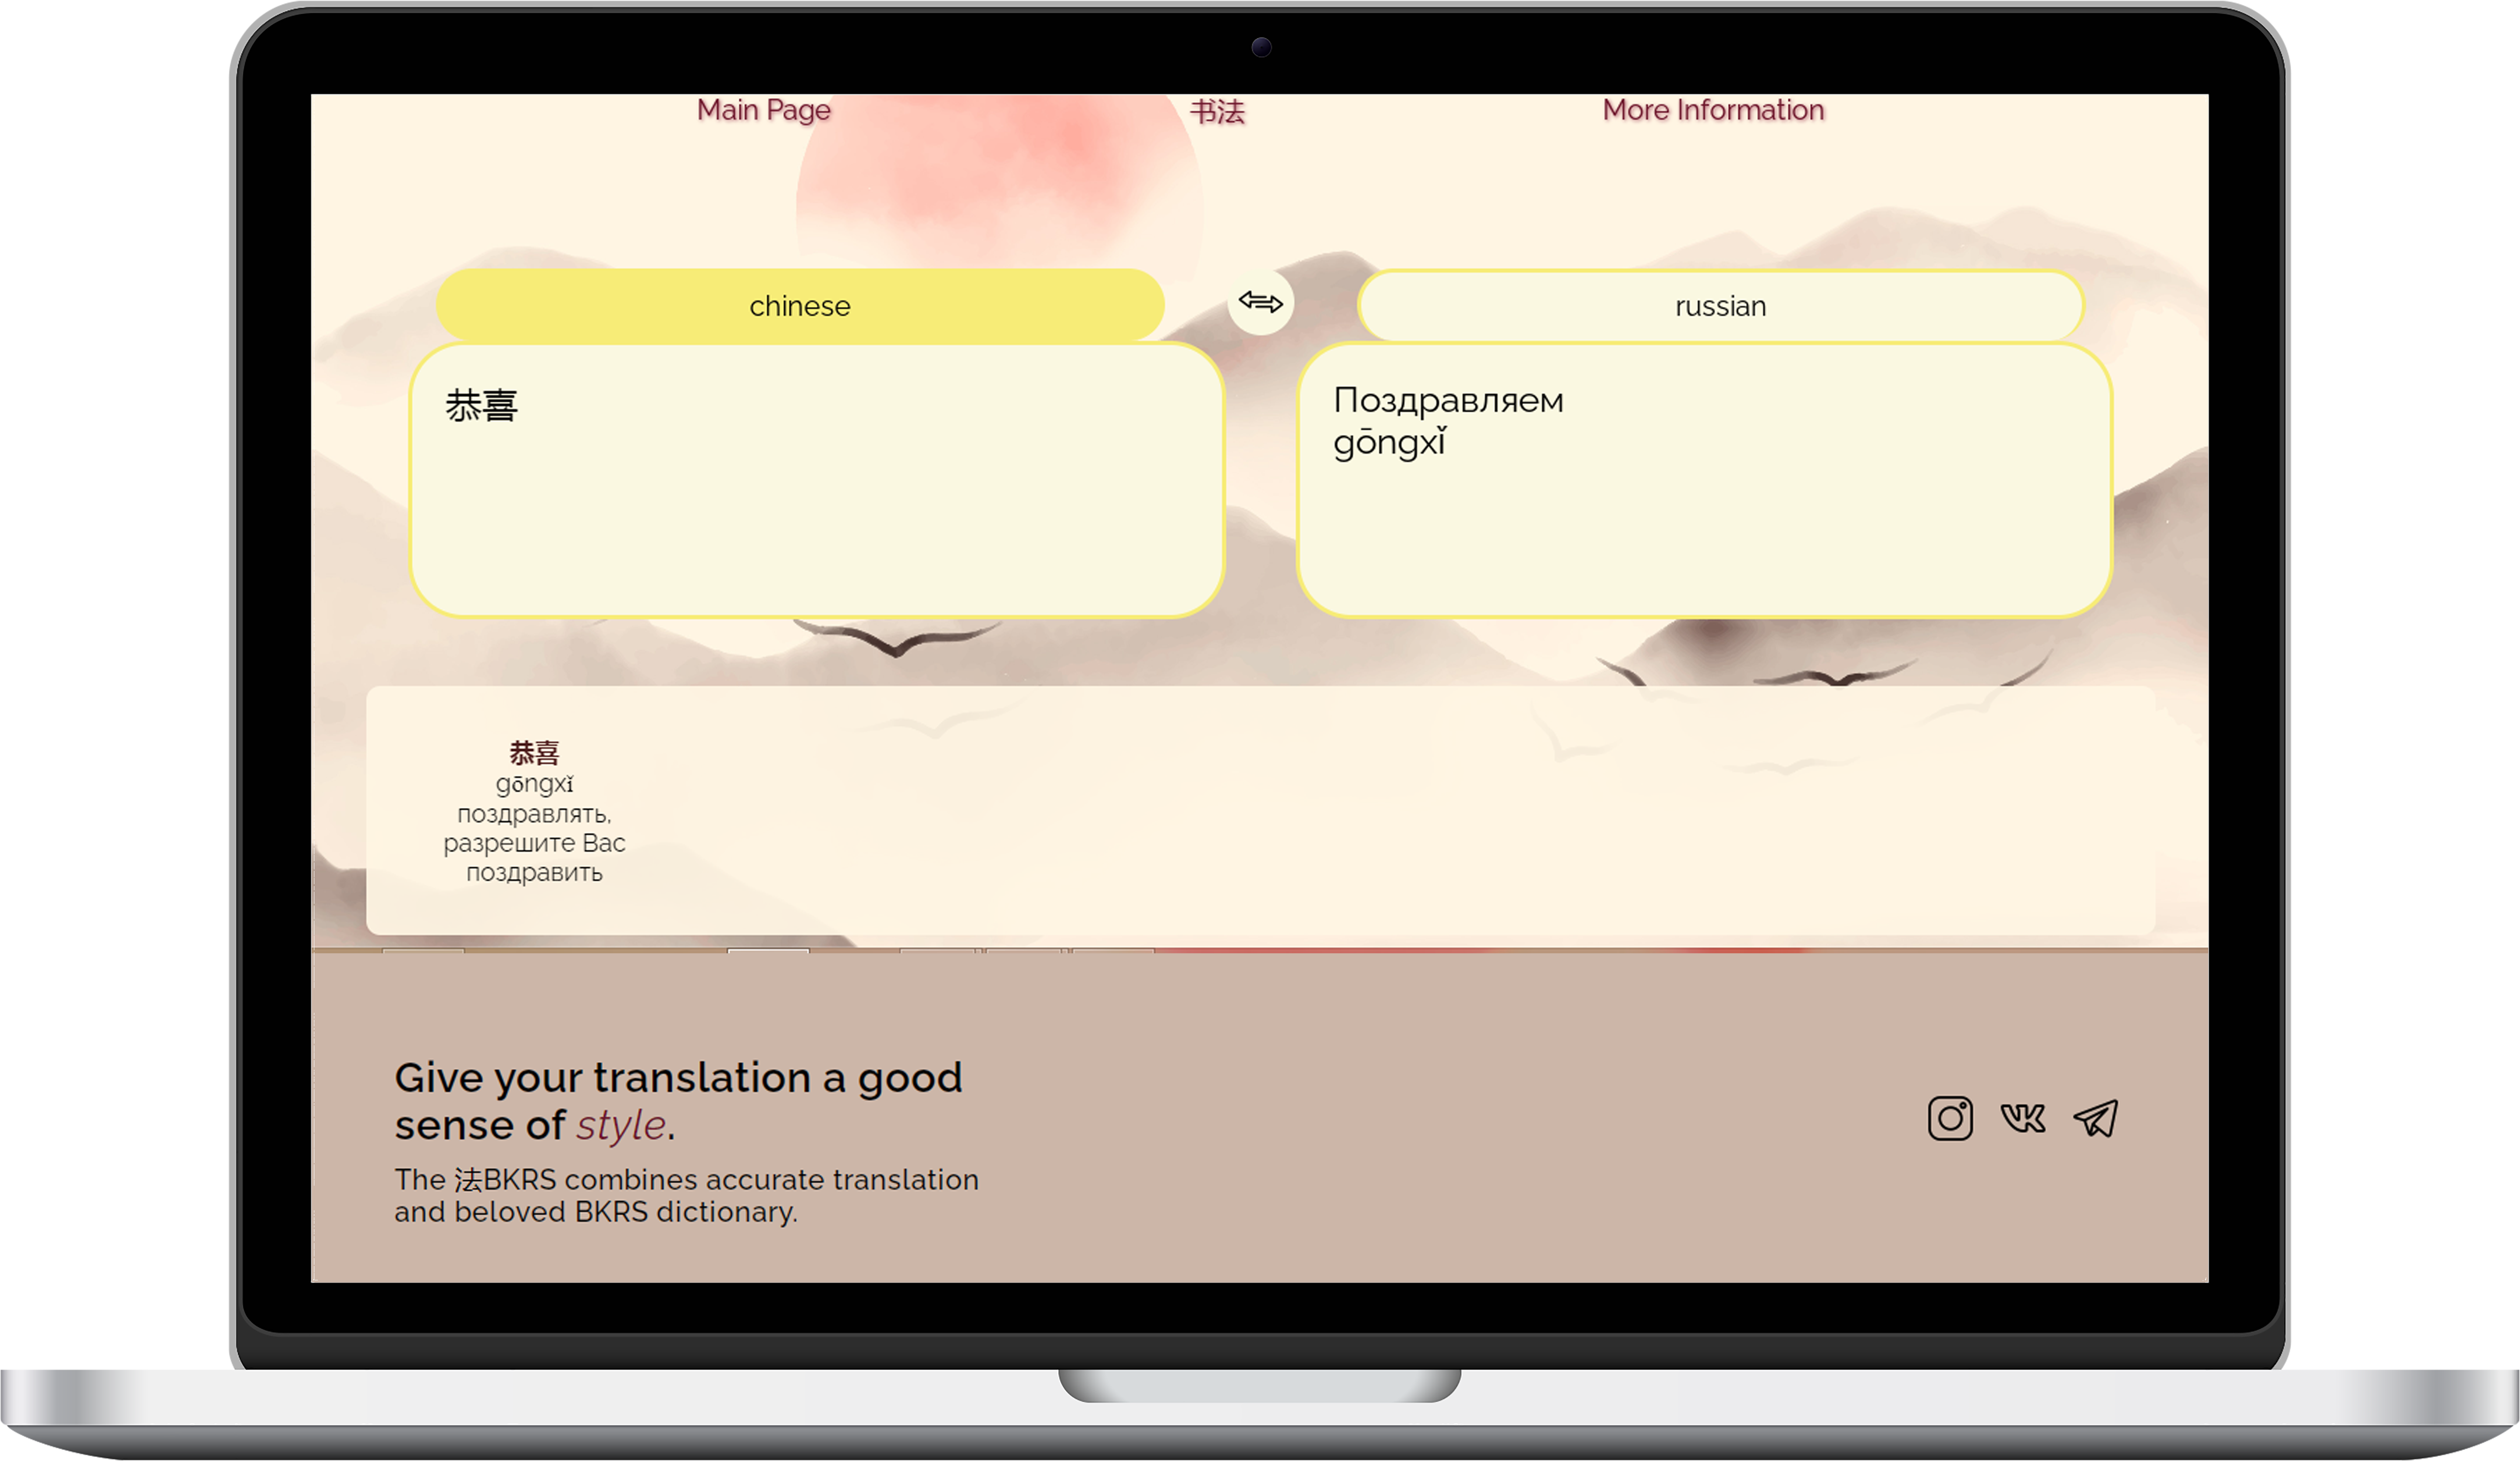 Main Page
书法
More Information
chinese
russian
恭喜
Поздравляем
gōngxǐ
恭喜
gōngxǐ
поздравлять,
разрешите Вас
поздравить
Give your translation a good
sense of style.
The 法BKRS combines accurate translation
and beloved BKRS dictionary.